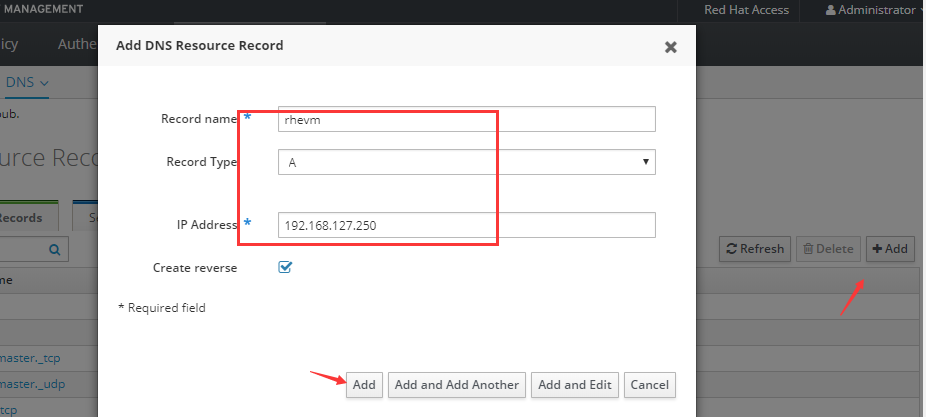 MANAGEMENT
Red Hat Access
Administrator
icy
Authe
DNS
ub.
urce Reco
Add DNS Resource Record
Record name *
rhevm
Record Type
A
IP Address *
192.168.127.250
Create reverse
* Required field
Add
Add and Add Another
Add and Edit
Cancel
ecords
S
Refresh
Delete
Add
me
master._tcp
master._udp
tcp